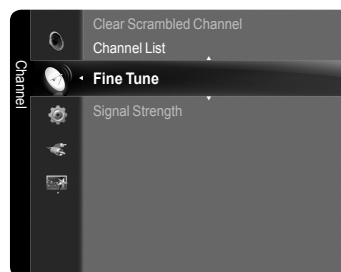 Channel
Clear Scrambled Channel
Channel List
Fine Tune
Signal Strength